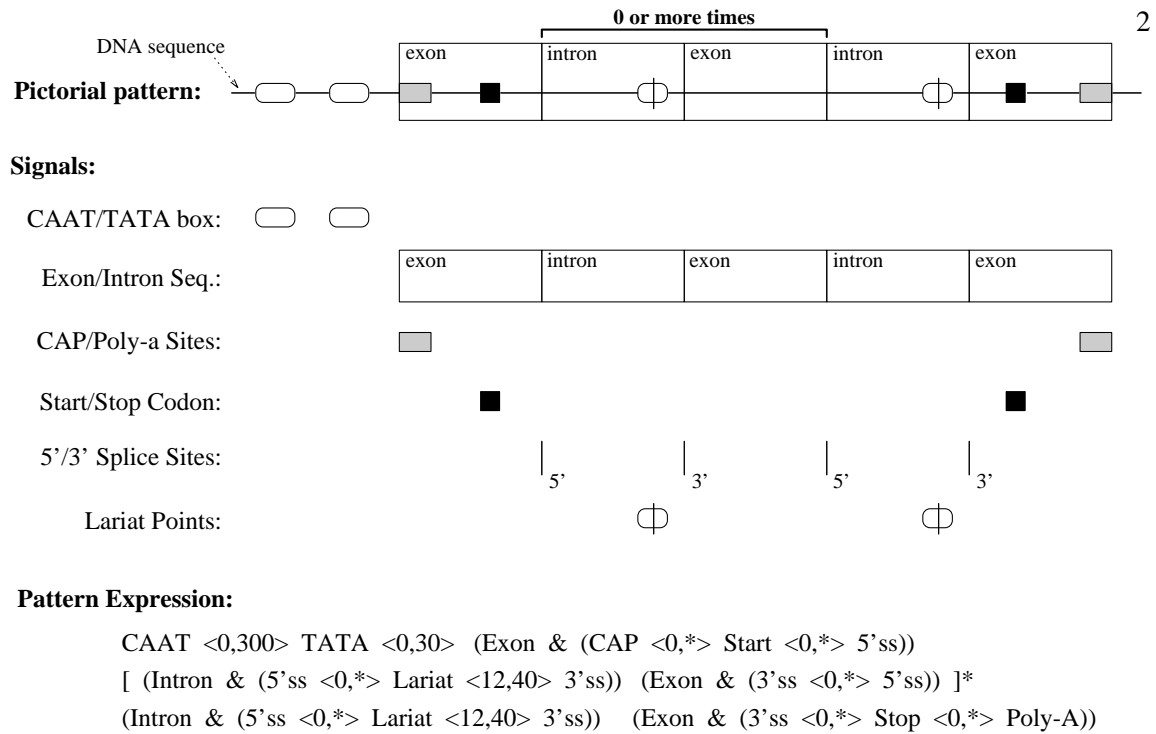 2
0 or more times
DNA sequence
exon intron exon intron exon
Pictorial pattern:
Signals:
CAAT/TATA box:
exon intron exon intron exon
Exon/Intron Seq.:
CAP/Poly-a Sites:
Start/Stop Codon:
5’/3’ Splice Sites:
5’ 3’ 5’ 3’
Lariat Points:
Pattern Expression:
CAAT <0,300> TATA <0,30> (Exon & (CAP <0,*> Start <0,*> 5’ss))
[ (Intron & (5’ss <0,*> Lariat <12,40> 3’ss)) (Exon & (3’ss <0,*> 5’ss)) ]*
(Intron & (5’ss <0,*> Lariat <12,40> 3’ss)) (Exon & (3’ss <0,*> Stop <0,*> Poly-A))